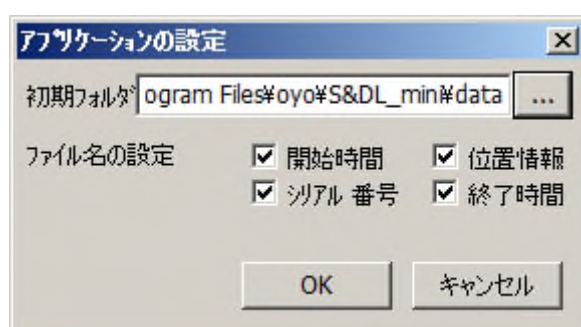 アプリケーションの設定
初期フォルダ ogram Files¥oyo¥S&DL_mini¥data ...
ファイル名の設定 開始時間 位置情報
シリアル 番号 終了時間
OK キャンセル